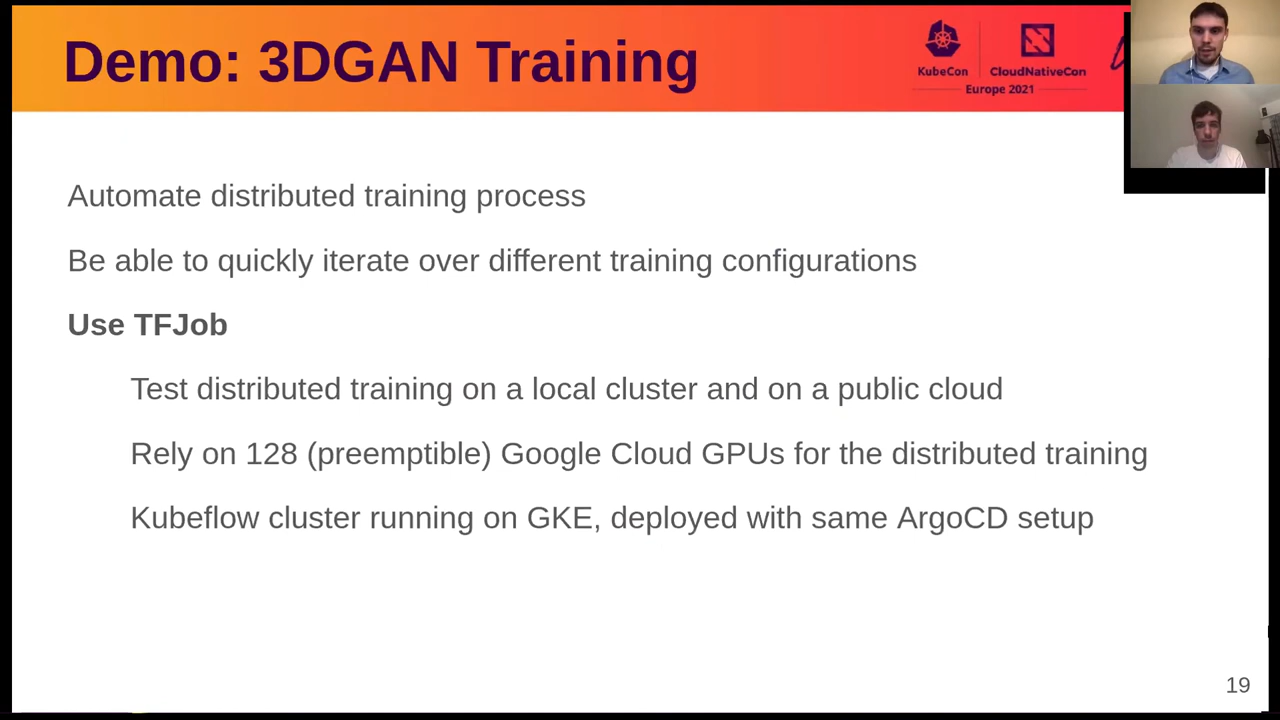 Demo: 3DGAN Training
KubeCon
CloudNativeCon
Europe 2021
Automate distributed training process
Be able to quickly iterate over different training configurations
Use TFJob
Test distributed training on a local cluster and on a public cloud
Rely on 128 (preemptible) Google Cloud GPUs for the distributed training
Kubeflow cluster running on GKE, deployed with same ArgoCD setup
19